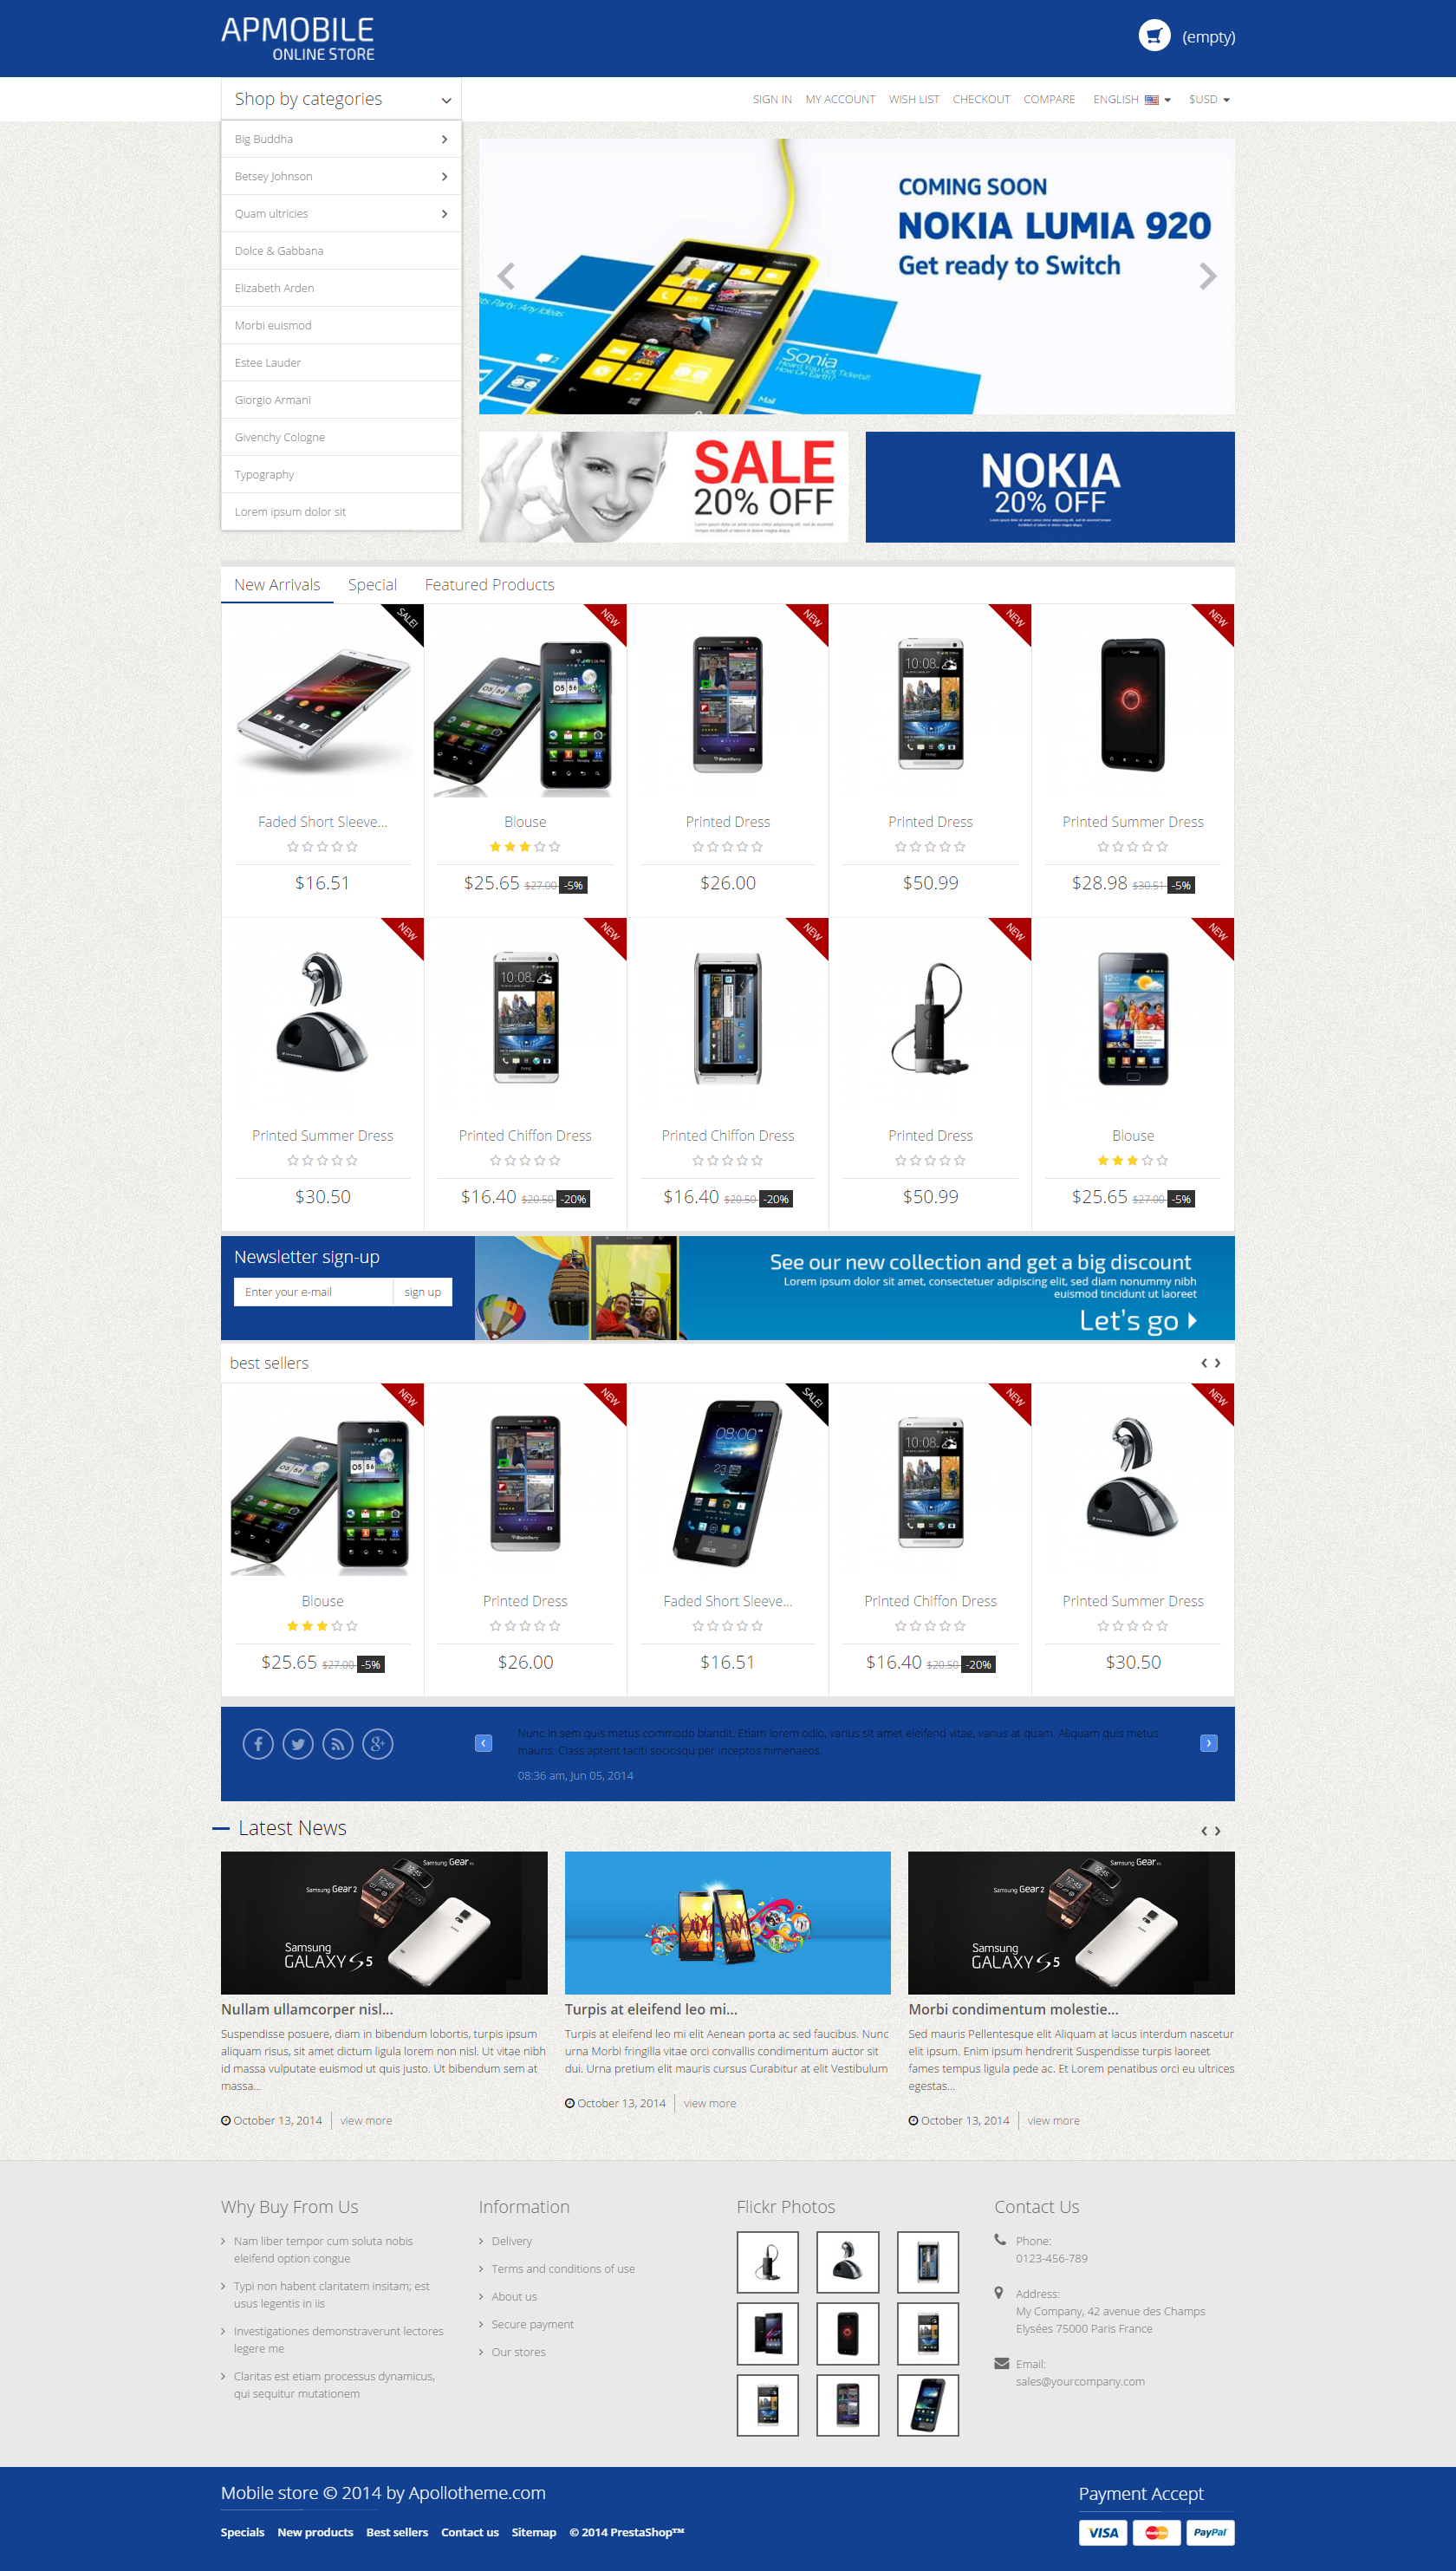 APMOBILE
ONLINE STORE
(empty)
Shop by categories
SIGN IN MY ACCOUNT WISH LIST CHECKOUT COMPARE ENGLISH $USD
Big Buddha
Betsey Johnson
Quam ultricies
Dolce & Gabbana
Elizabeth Arden
Morbi euismod
Estee Lauder
Giorgio Armani
Givenchy Cologne
Typography
Lorem ipsum dolor sit
COMING SOON
NOKIA LUMIA 920
Get ready to Switch
SALE
20% OFF
NOKIA
20% OFF
New Arrivals Special Featured Products
SALE! NEW NEW NEW NEW
Faded Short Sleeve... Blouse Printed Dress Printed Dress Printed Summer Dress
$16.51 $25.65 $27.00 -5% $26.00 $50.99 $28.98 $30.51 -5%
NEW NEW NEW NEW NEW
Printed Summer Dress Printed Chiffon Dress Printed Chiffon Dress Printed Dress Blouse
$30.50 $16.40 $20.50 -20% $16.40 $20.50 -20% $50.99 $25.65 $27.00 -5%
Newsletter sign-up
Enter your e-mail sign up
See our new collection and get a big discount
Lorem ipsum dolor sit amet, consectetuer adipiscing elit, sed diam nonummy nibh
euismod tincidunt ut laoreet
Let's go
best sellers
NEW NEW SALE! NEW NEW
Blouse Printed Dress Faded Short Sleeve... Printed Chiffon Dress Printed Summer Dress
$25.65 $27.00 -5% $26.00 $16.51 $16.40 $20.50 -20% $30.50
Nunc in sem quis metus commodo blandit. Etiam lorem odio, varius sit amet eleifend vitae, varius at quam. Aliquam quis metus
mauris. Class aptent taciti sociosqu per inceptos himenaeos.
08:36 am, Jun 05, 2014
Latest News
Samsung Gear
Samsung Gear 2
Samsung
GALAXY S5
Samsung Gear
Samsung Gear 2
Samsung
GALAXY S5
Nullam ullamcorper nisl...
Suspendisse posuere, diam in bibendum lobortis, turpis ipsum
aliquam risus, sit amet dictum ligula lorem non nisl. Ut vitae nibh
id massa vulputate euismod ut quis justo. Ut bibendum sem at
massa...
October 13, 2014 view more
Turpis at eleifend leo mi...
Turpis at eleifend leo mi elit Aenean porta ac sed faucibus. Nunc
urna Morbi fringilla vitae orci convallis condimentum auctor sit
dui. Urna pretium elit mauris cursus Curabitur at elit Vestibulum
October 13, 2014 view more
Morbi condimentum molestie...
Sed mauris Pellentesque elit Aliquam at lacus interdum nascetur
elit ipsum. Enim ipsum hendrerit Suspendisse turpis laoreet
fames tempus ligula pede ac. Et Lorem penatibus orci eu ultrices
egestas...
October 13, 2014 view more
Why Buy From Us
Nam liber tempor cum soluta nobis
eleifend option congue
Typi non habent claritatem insitam; est
usus legentis in iis
Investigationes demonstraverunt lectores
legere me
Claritas est etiam processus dynamicus,
qui sequitur mutationem
Information
Delivery
Terms and conditions of use
About us
Secure payment
Our stores
Flickr Photos
Contact Us
Phone:
0123-456-789
Address:
My Company, 42 avenue des Champs
Elysées 75000 Paris France
Email:
sales@yourcompany.com
Mobile store © 2014 by Apollotheme.com
Specials New products Best sellers Contact us Sitemap © 2014 PrestaShop™
Payment Accept
VISA MasterCard PayPal